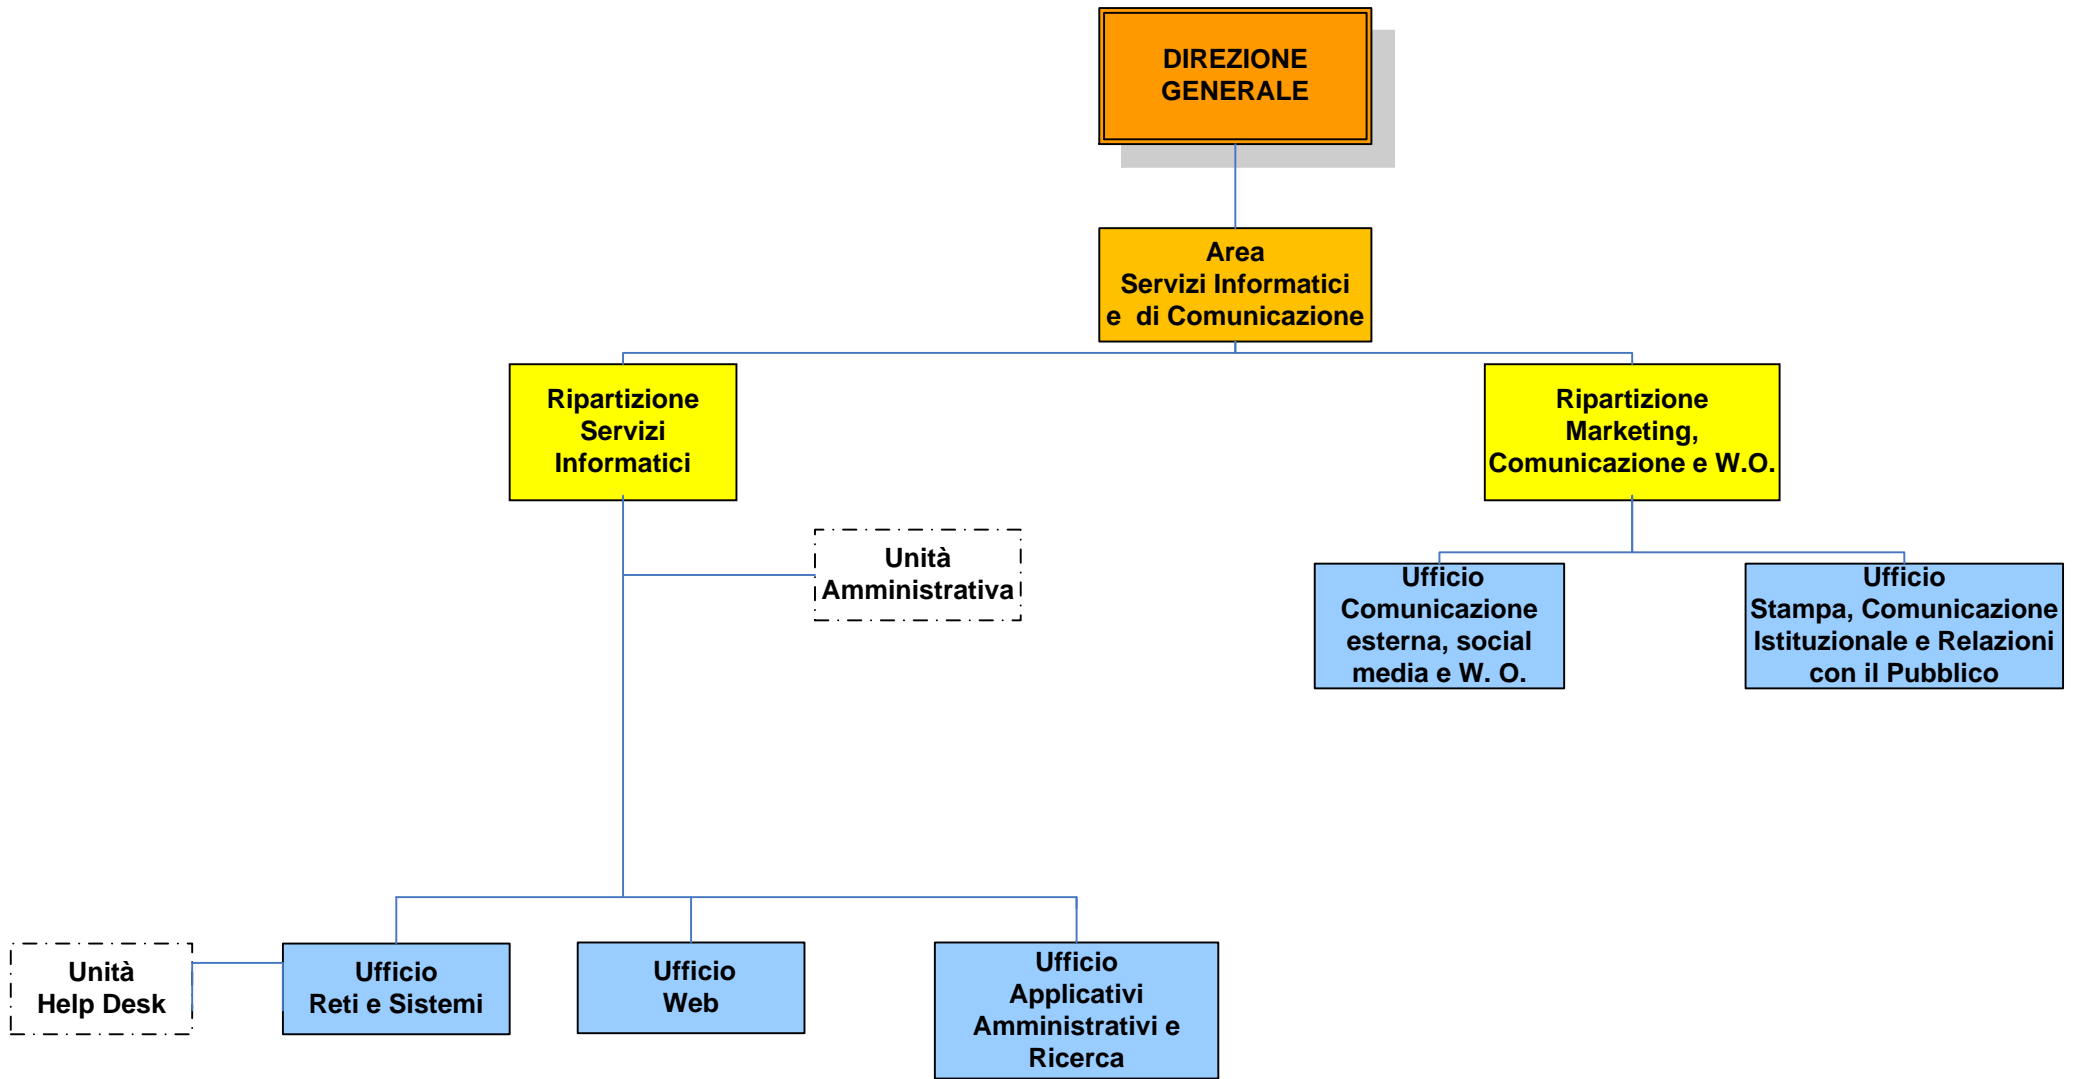 DIREZIONE
GENERALE
Area
Servizi Informatici
e  di Comunicazione
Ripartizione
Servizi
Informatici
Ripartizione
Marketing,
Comunicazione e W.O.
Unità
Amministrativa
Ufficio
Comunicazione
esterna, social
media e W. O.
Ufficio
Stampa, Comunicazione
Istituzionale e Relazioni
con il Pubblico
Unità
Help Desk
Ufficio
Reti e Sistemi
Ufficio
Web
Ufficio
Applicativi
Amministrativi e
Ricerca